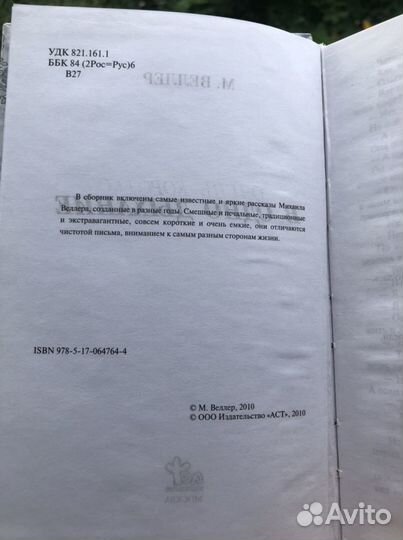 УДК 821.161.1
ББК 84 (2Рос=Рус)6
В27
М. ВЕЛЛЕР
В сборник включены самые известные и яркие рассказы Михаила
Веллера, созданные в разные годы. Смешные и печальные, традиционные
и экстравагантные, совсем короткие и очень емкие, они отличаются
чистотой письма, вниманием к самым разным сторонам жизни.
ISBN 978-5-17-064764-4
© М. Веллер, 2010
© ООО Издательство «АСТ», 2010
МОСКВА
Avito